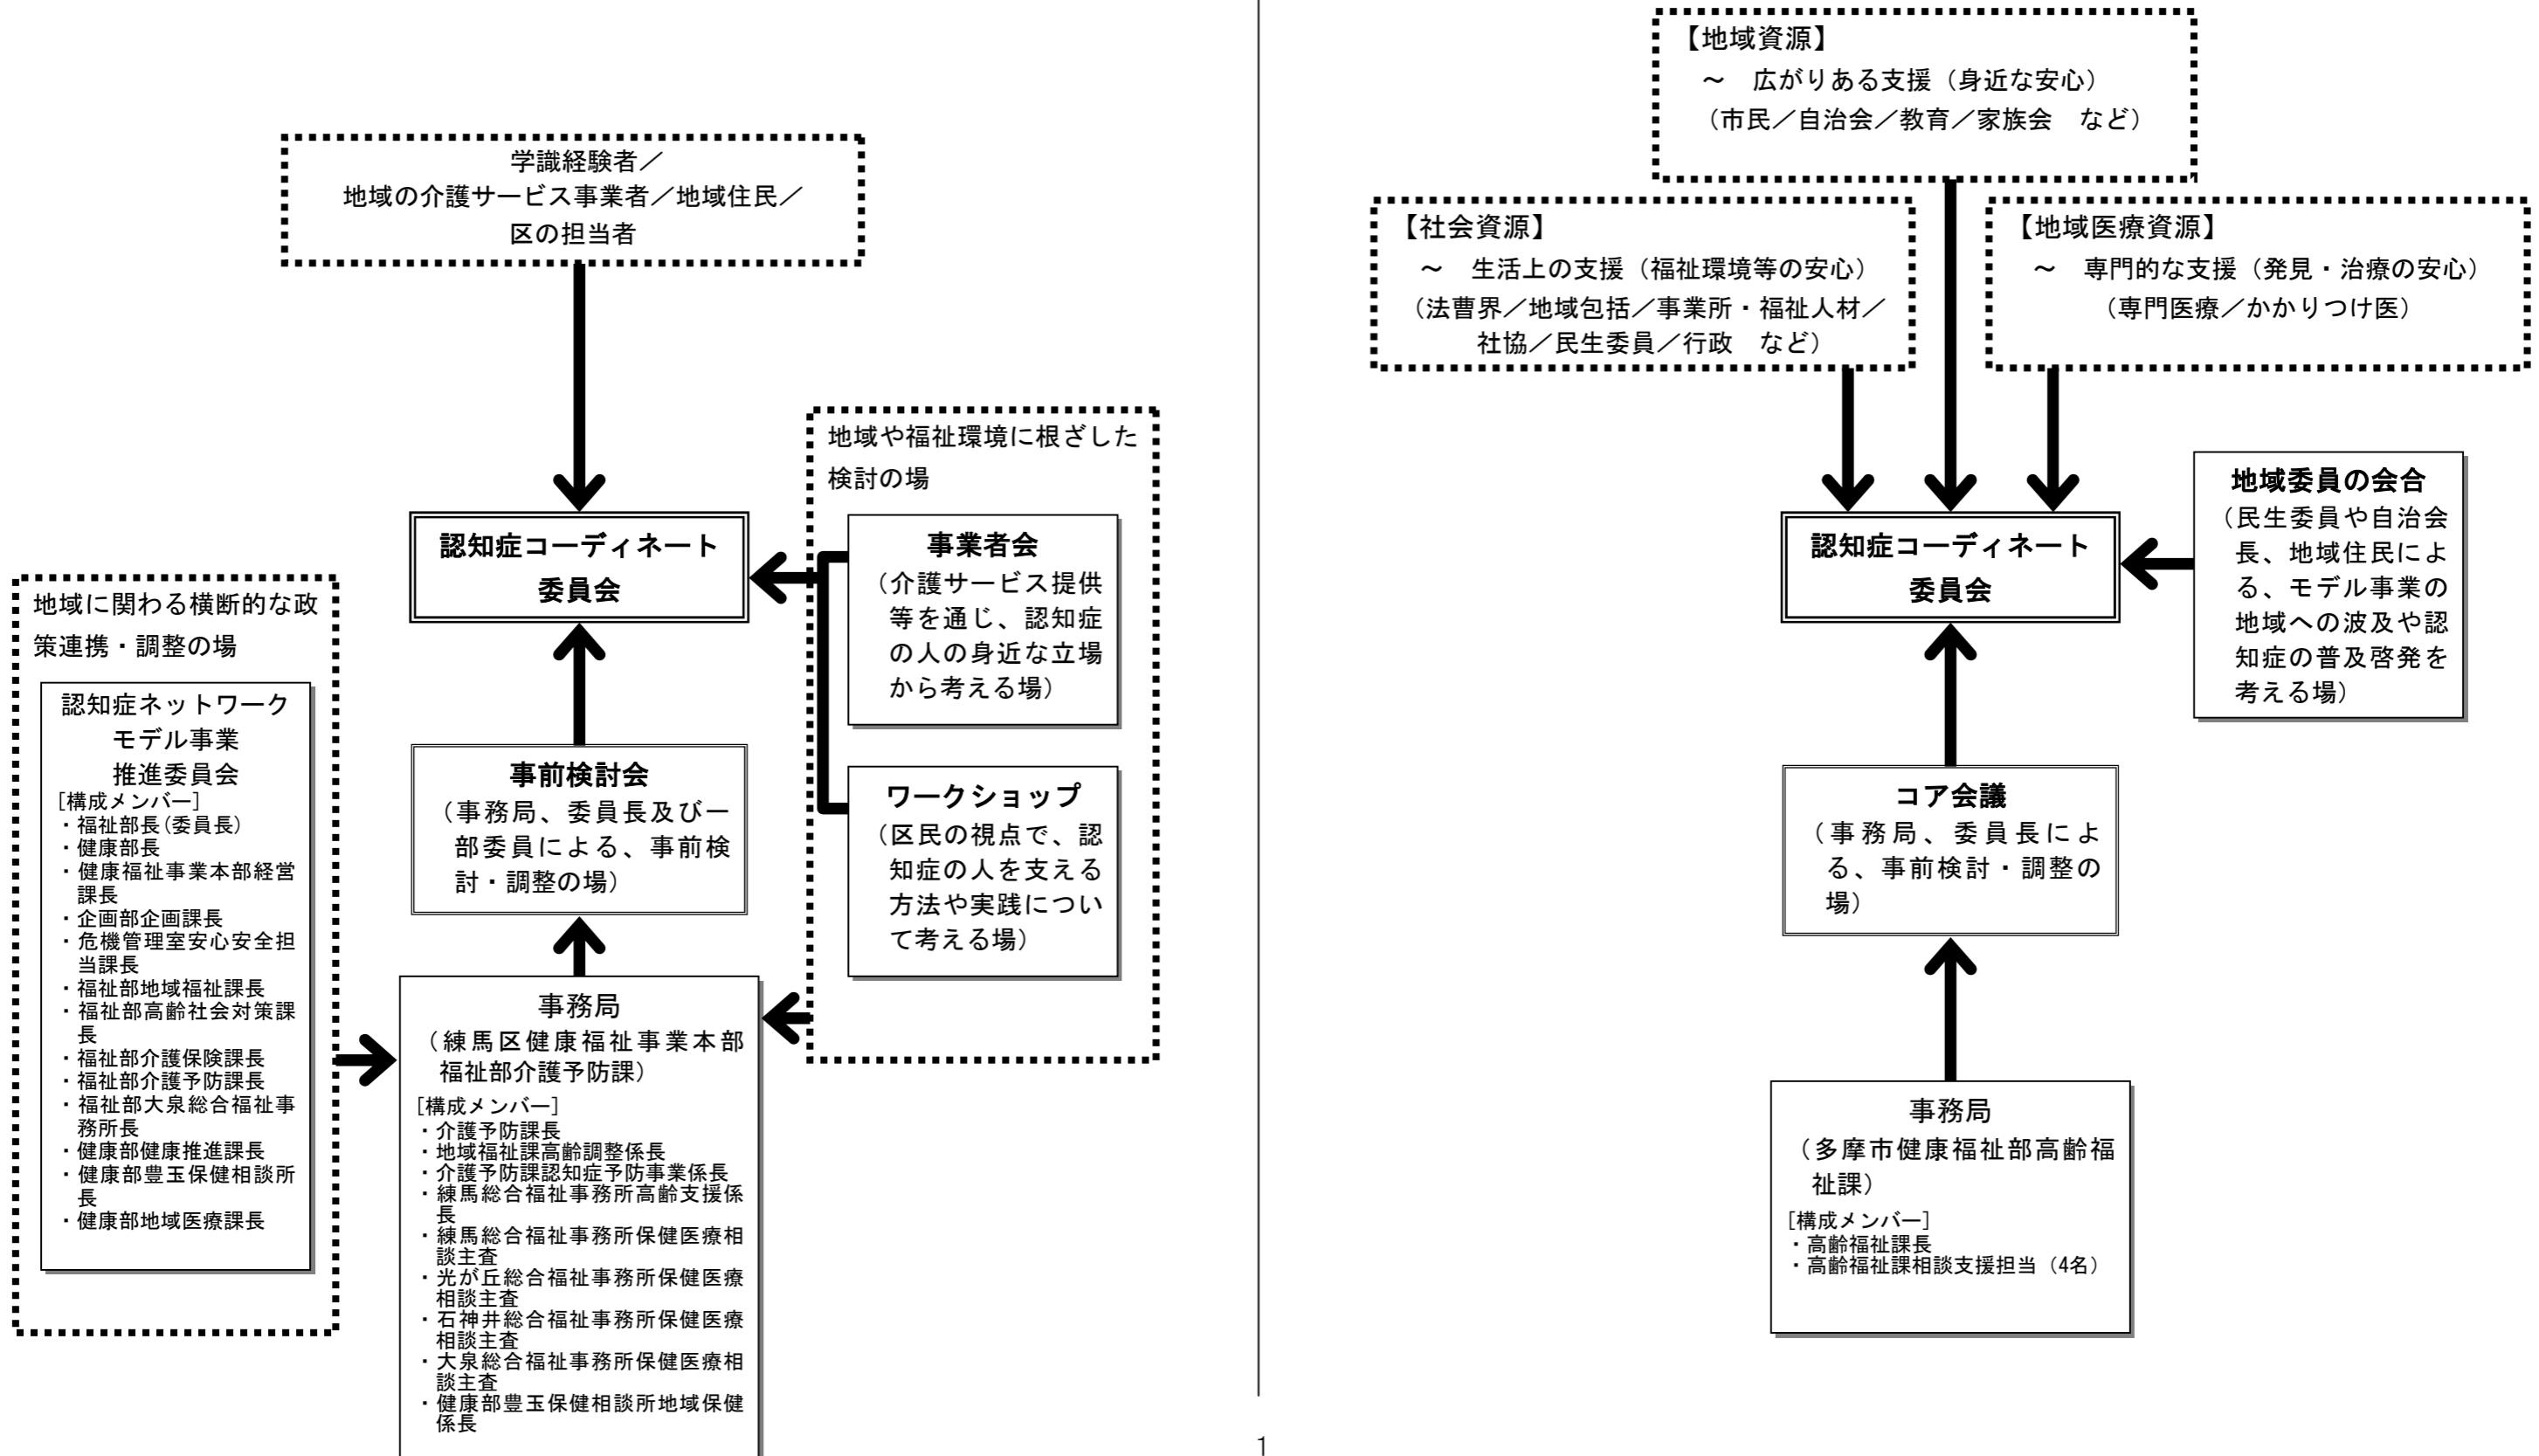 学識経験者／
地域の介護サービス事業者／地域住民／
区の担当者
認知症コーディネート
委員会
地域や福祉環境に根ざした
検討の場
事業者会
（介護サービス提供
等を通じ、認知症
の人の身近な立場
から考える場）
ワークショップ
（区民の視点で、認
知症の人を支える
方法や実践につい
て考える場）
地域に関わる横断的な政
策連携・調整の場
認知症ネットワーク
モデル事業
推進委員会
［構成メンバー］
・福祉部長(委員長)
・健康部長
・健康福祉事業本部経営
課長
・企画部企画課長
・危機管理室安心安全担
当課長
・福祉部地域福祉課長
・福祉部高齢社会対策課
長
・福祉部介護保険課長
・福祉部介護予防課長
・福祉部大泉総合福祉事
務所長
・健康部健康推進課長
・健康部豊玉保健相談所
長
・健康部地域医療課長
事前検討会
（事務局、委員長及び一
部委員による、事前検
討・調整の場）
事務局
（練馬区健康福祉事業本部
福祉部介護予防課）
［構成メンバー］
・介護予防課長
・地域福祉課高齢調整係長
・介護予防課認知症予防事業係長
・練馬総合福祉事務所高齢支援係
長
・練馬総合福祉事務所保健医療相
談主査
・光が丘総合福祉事務所保健医療
相談主査
・石神井総合福祉事務所保健医療
相談主査
・大泉総合福祉事務所保健医療相
談主査
・健康部豊玉保健相談所地域保健
係長
【地域資源】
～　広がりある支援（身近な安心）
（市民／自治会／教育／家族会　など）
【社会資源】
～　生活上の支援（福祉環境等の安心）
（法曹界／地域包括／事業所・福祉人材／
社協／民生委員／行政　など）
【地域医療資源】
～　専門的な支援（発見・治療の安心）
（専門医療／かかりつけ医）
認知症コーディネート
委員会
地域委員の会合
（民生委員や自治会
長、地域住民によ
る、モデル事業の
地域への波及や認
知症の普及啓発を
考える場）
コア会議
（事務局、委員長によ
る、事前検討・調整の
場）
事務局
（多摩市健康福祉部高齢福
祉課）
［構成メンバー］
・高齢福祉課長
・高齢福祉課相談支援担当（4名）
1